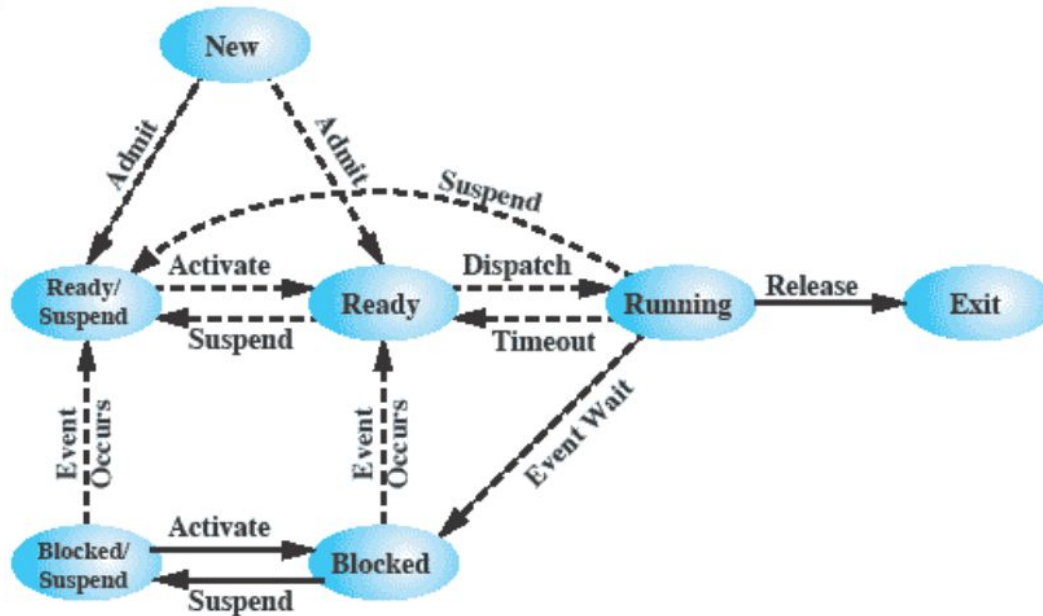 New
Admit
Admit
Suspend
Ready/
Suspend
Activate
Suspend
Ready
Dispatch
Timeout
Running
Release
Exit
Event
Occurs
Event
Occurs
Event Wait
Blocked/
Suspend
Activate
Suspend
Blocked